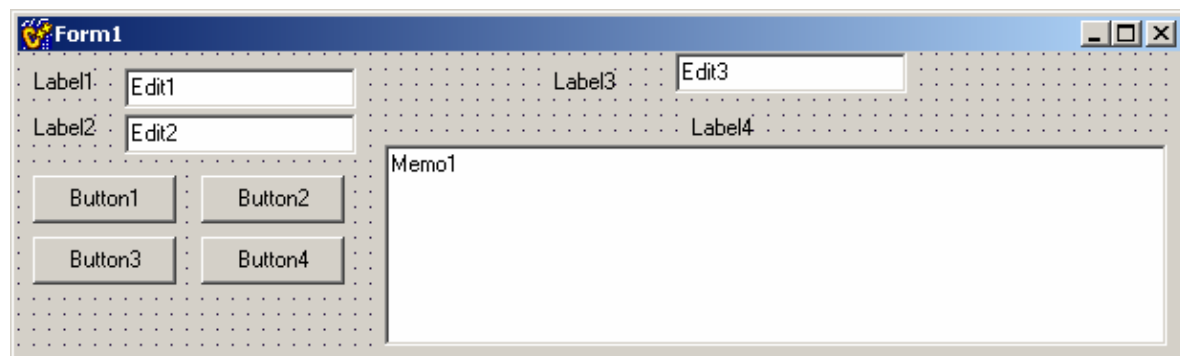 Form1
Label1 Edit1 Label3 Edit3
Label2 Edit2 Label4
Memo1
Button1 Button2
Button3 Button4